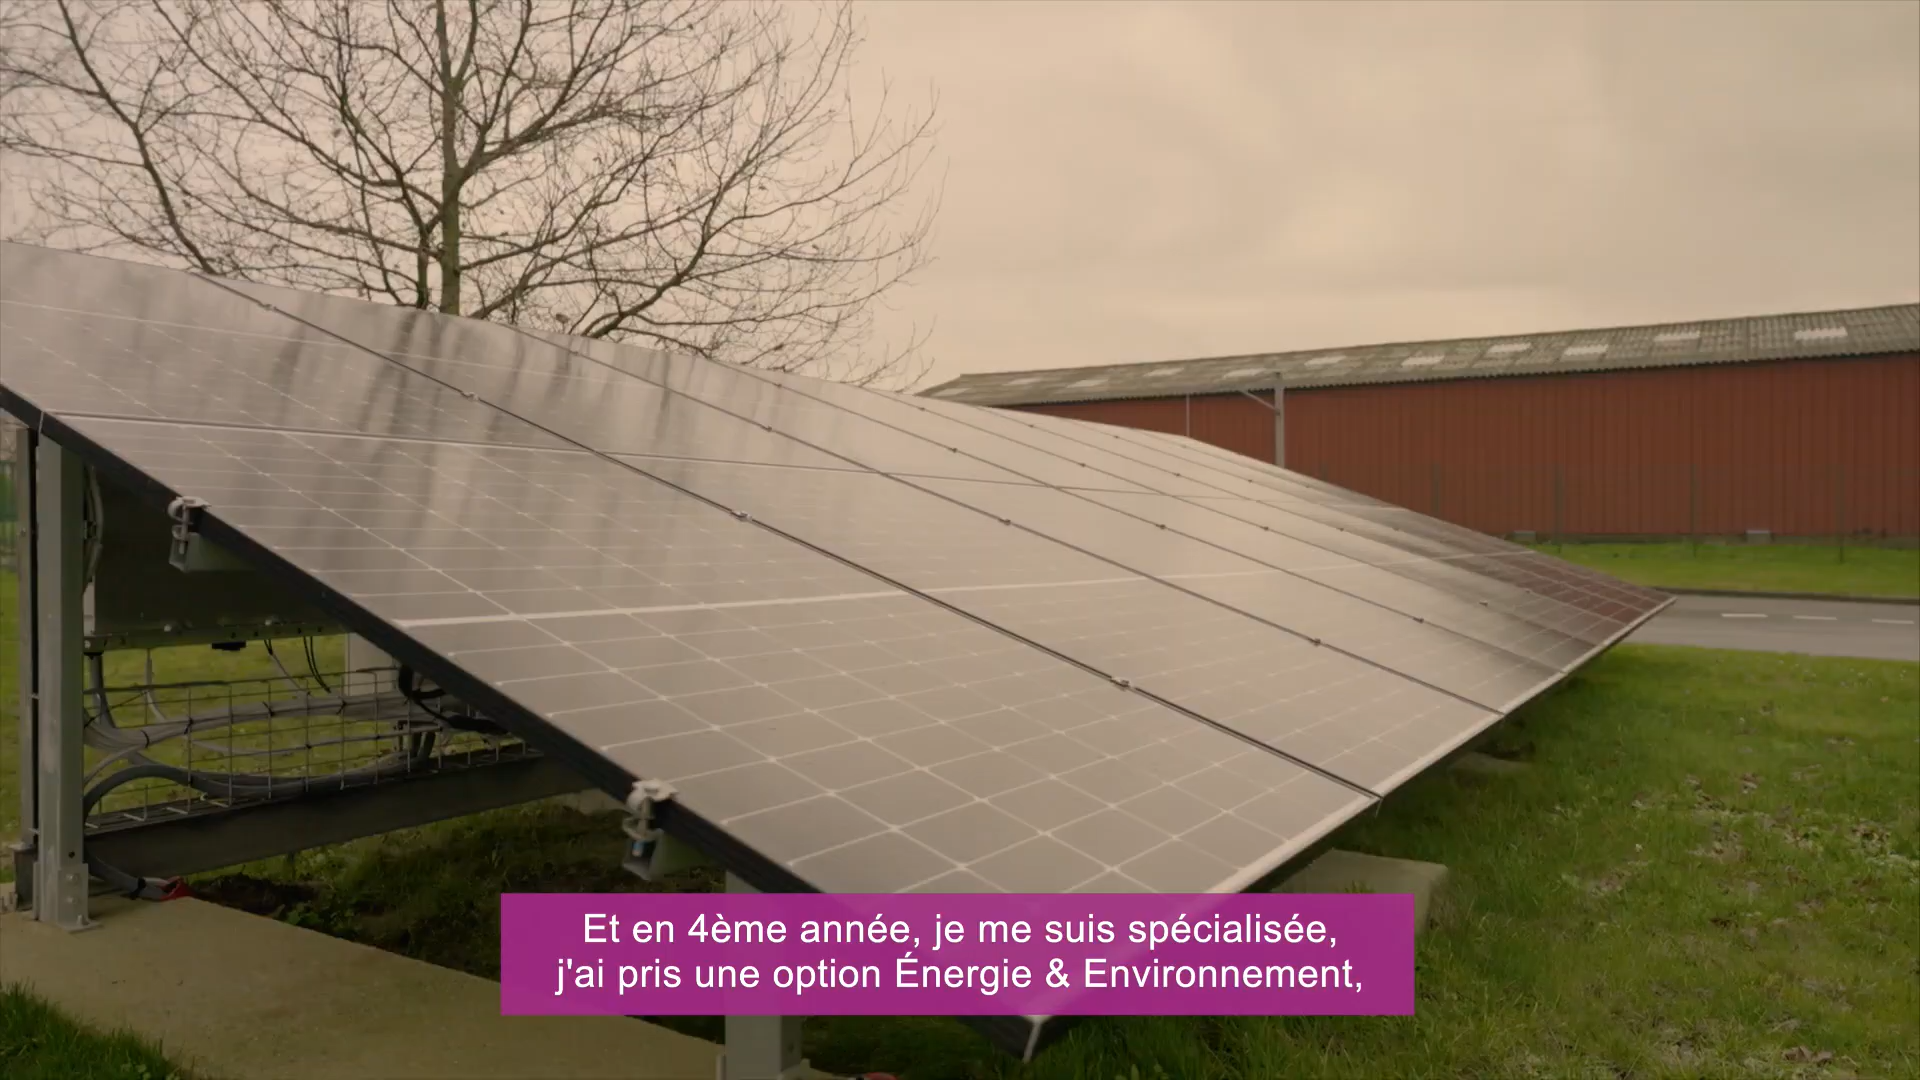 Et en 4ème année, je me suis spécialisée,
j'ai pris une option Énergie & Environnement,